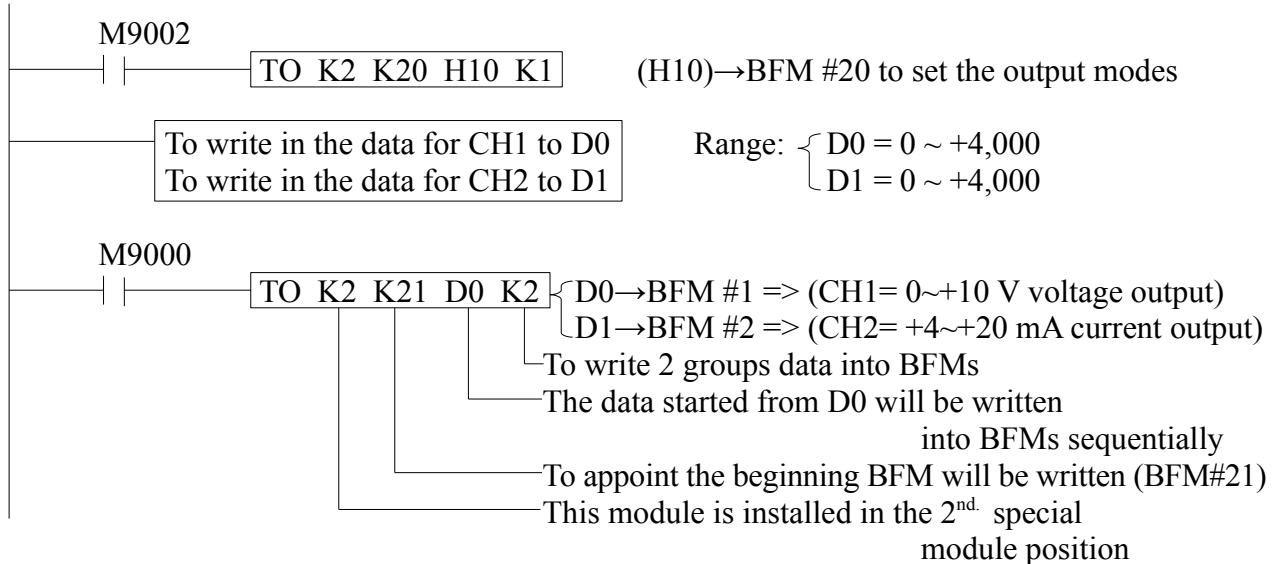 M9002
TO K2 K20 H10 K1 (H10)→BFM #20 to set the output modes
To write in the data for CH1 to D0 Range: D0 = 0 ~ +4,000
To write in the data for CH2 to D1 D1 = 0 ~ +4,000
M9000
TO K2 K21 D0 K2 D0→BFM #1 => (CH1= 0~+10 V voltage output)
D1→BFM #2 => (CH2= +4~+20 mA current output)
To write 2 groups data into BFMs
The data started from D0 will be written
into BFMs sequentially
To appoint the beginning BFM will be written (BFM#21)
This module is installed in the 2nd. special
module position